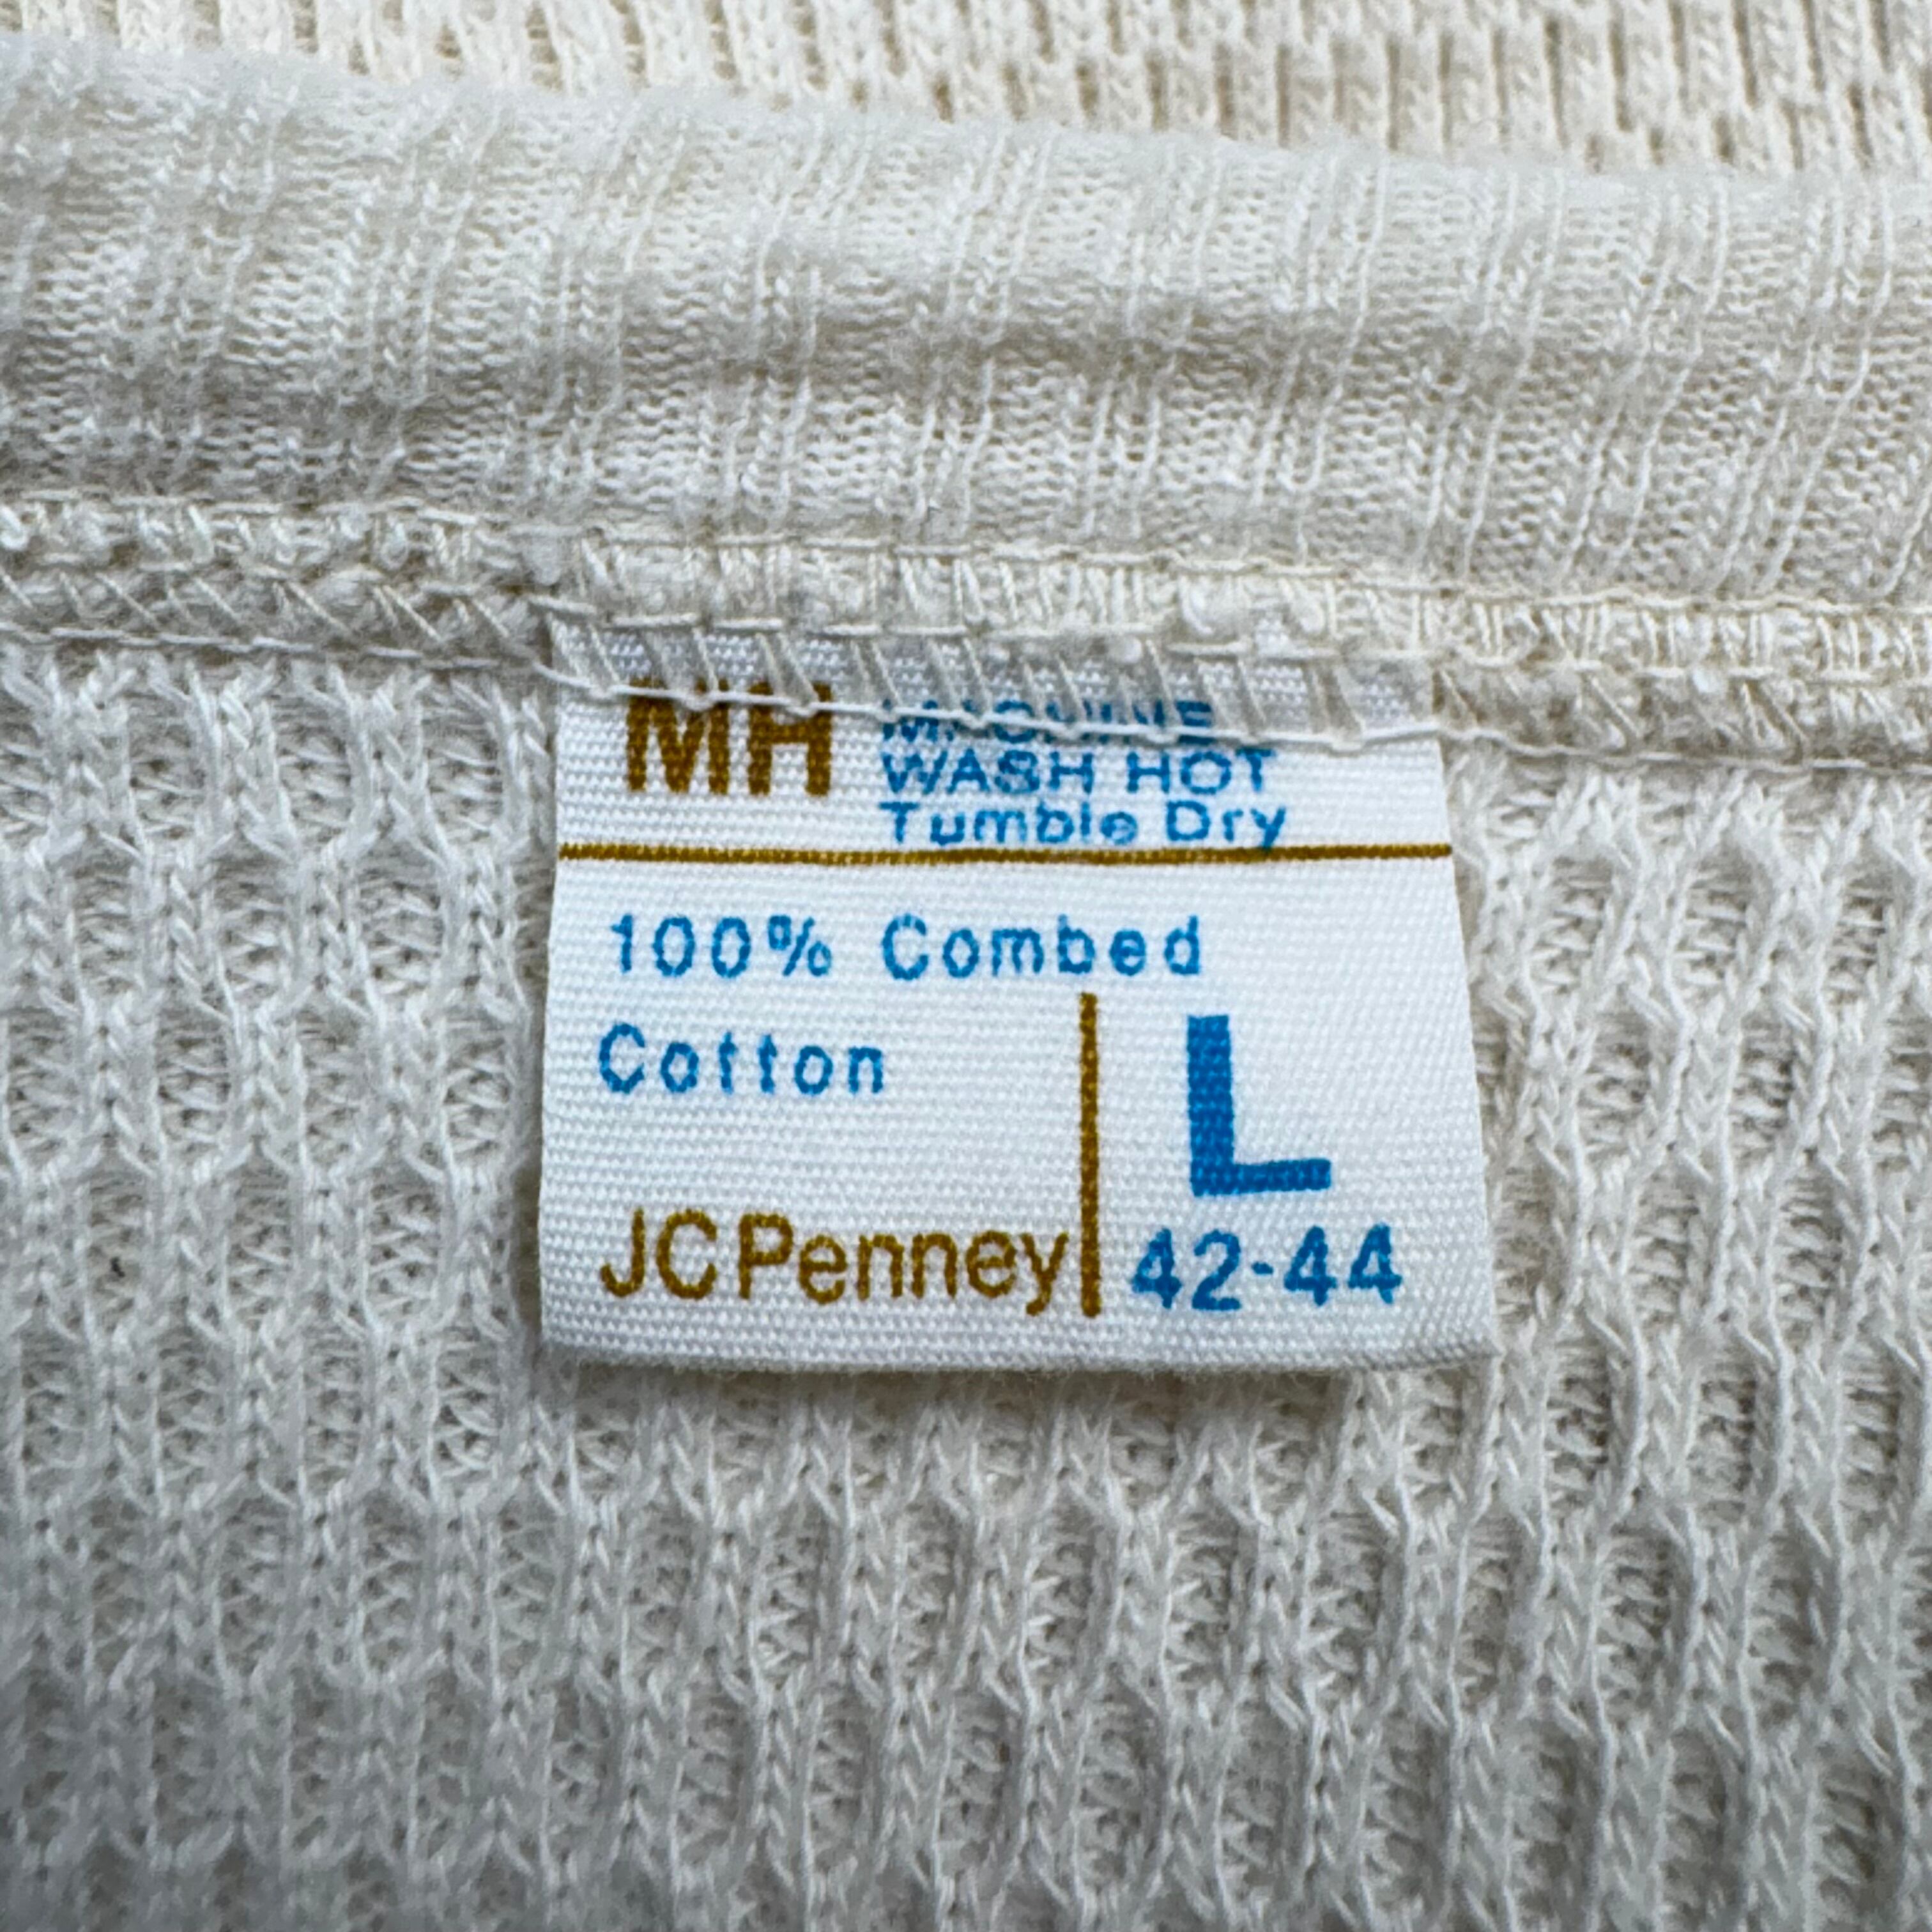 MH
MACHINE
WASH HOT
Tumble Dry
100% Combed
Cotton
L
JCPenney
42-44